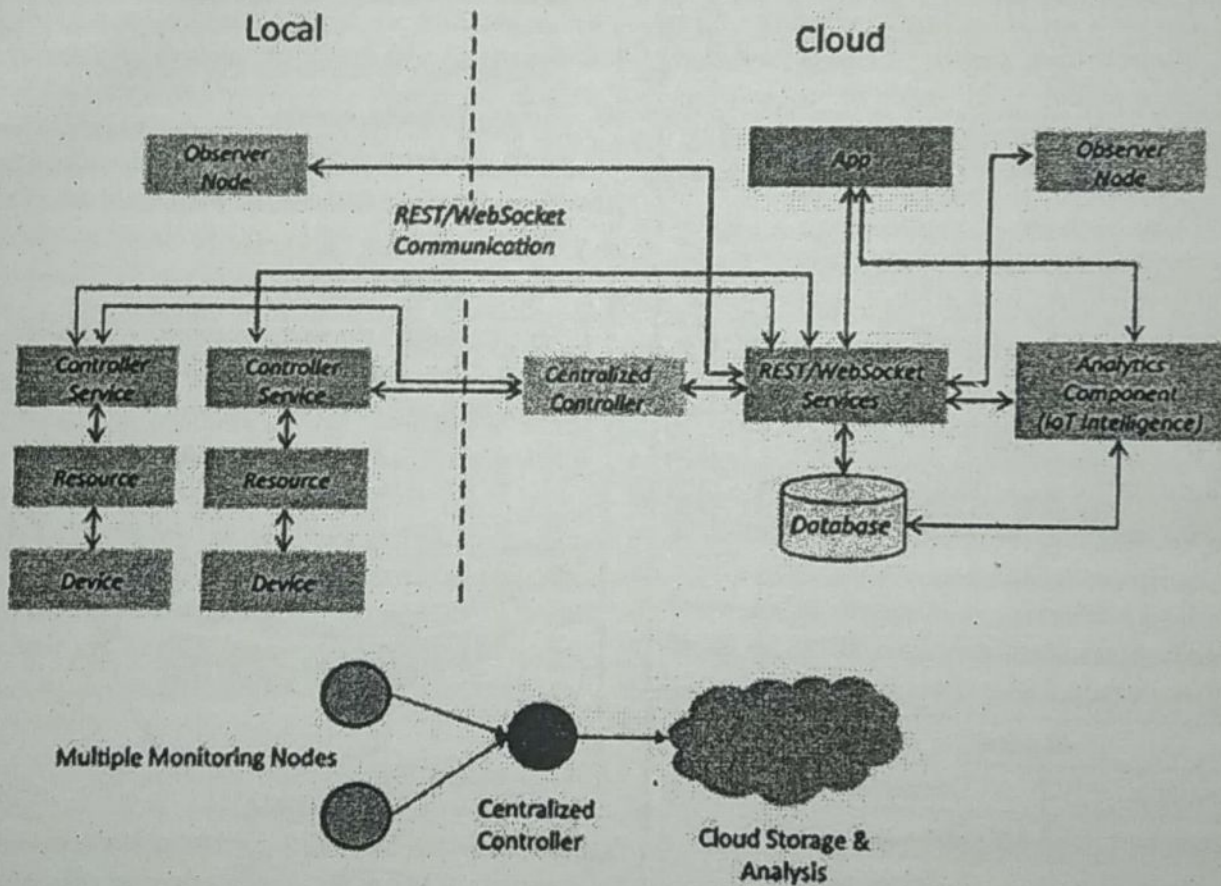 Local
Cloud
Observer
Node
App
Observer
Node
REST/WebSocket
Communication
Controller
Service
Controller
Service
Centralized
Controller
REST/WebSocket
Services
Analytics
Component
(IoT Intelligence)
Resource
Resource
Database
Device
Device
Multiple Monitoring Nodes
Centralized
Controller
Cloud Storage &
Analysis